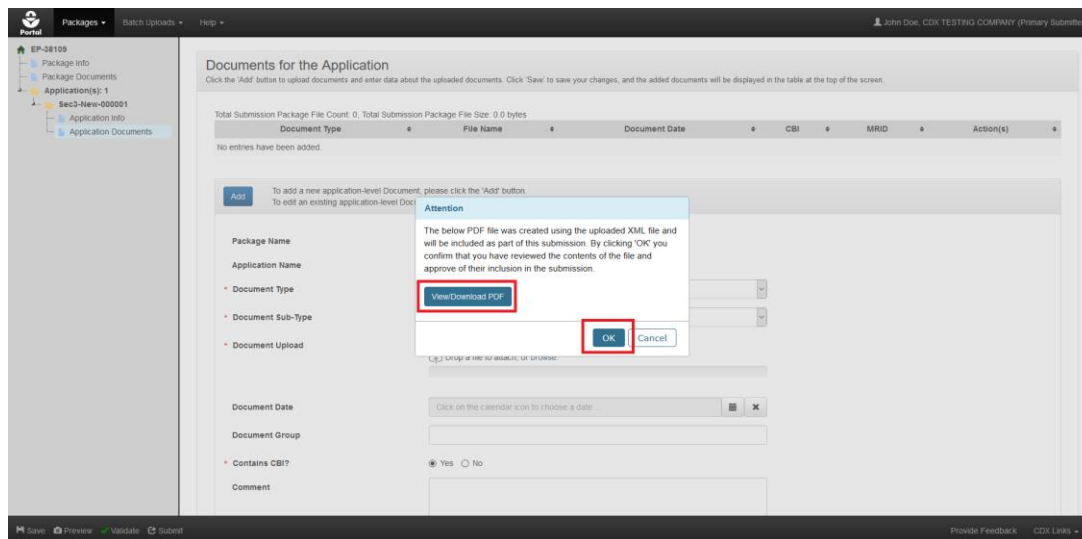 Portal
Packages
Batch Uploads
Help
John Doe, CDX TESTING COMPANY (Primary Submitte
EP-38109
Package Info
Package Documents
Application(s): 1
Sec3-New-000001
Application Info
Application Documents
Documents for the Application
Click the 'Add' button to upload documents and enter data about the uploaded documents. Click 'Save' to save your changes, and the added documents will be displayed in the table at the top of the screen.
Total Submission Package File Count: 0, Total Submission Package File Size: 0.0 bytes
Document Type File Name Document Date CBI MRID Action(s)
No entries have been added.
Add
To add a new application-level Document, please click the 'Add' button.
To edit an existing application-level Doc
Attention
The below PDF file was created using the uploaded XML file and
will be included as part of this submission. By clicking 'OK' you
confirm that you have reviewed the contents of the file and
approve of their inclusion in the submission.
View/Download PDF
OK Cancel
Package Name
Application Name
* Document Type
* Document Sub-Type
* Document Upload
Drop a file to attach, or browse.
Document Date Click on the calendar icon to choose a date...
Document Group
* Contains CBI? Yes No
Comment
Save Preview Validate Submit
Provide Feedback CDX Links